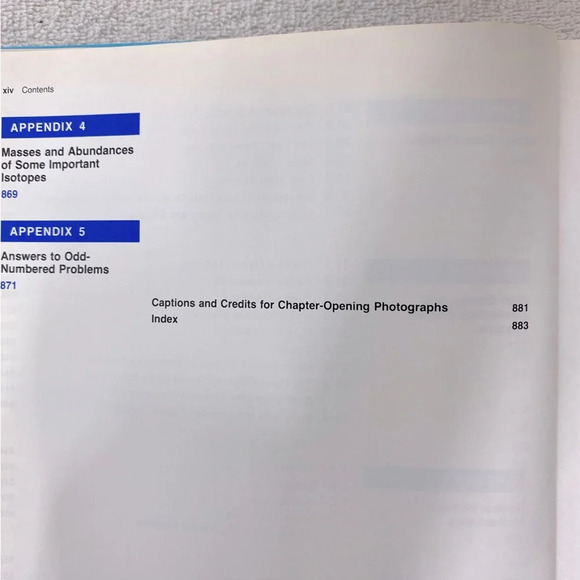 xiv Contents
APPENDIX 4
Masses and Abundances
of Some Important
Isotopes
869
APPENDIX 5
Answers to Odd-
Numbered Problems
871
Captions and Credits for Chapter-Opening Photographs 881
Index 883